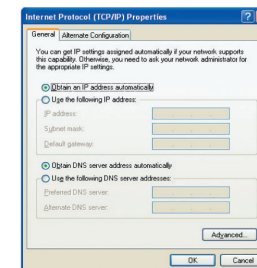 Internet Protocol (TCP/IP) Properties
General
Alternate Configuration
You can get IP settings assigned automatically if your network supports
this capability. Otherwise, you need to ask your network administrator for
the appropriate IP settings.
Obtain an IP address automatically
Use the following IP address:
IP address:
Subnet mask:
Default gateway:
Obtain DNS server address automatically
Use the following DNS server addresses:
Preferred DNS server:
Alternate DNS server:
Advanced...
OK
Cancel